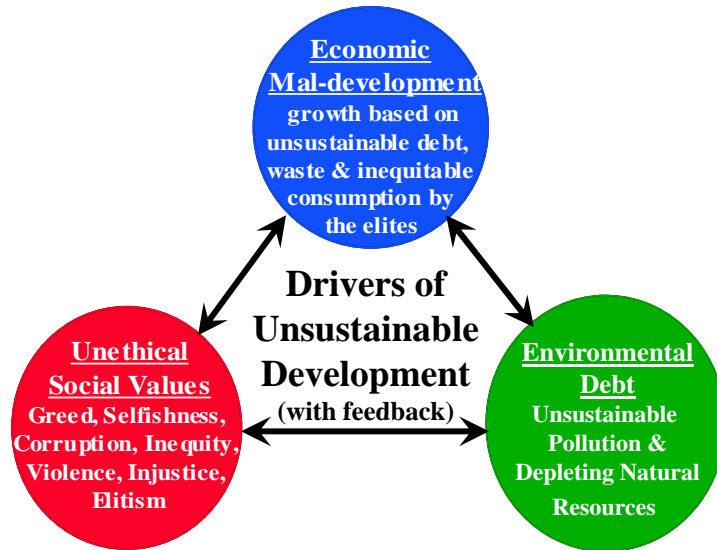 Economic
Mal-development
growth based on
unsustainable debt,
waste & inequitable
consumption by
the elites
Drivers of
Unsustainable
Development
(with feedback)
Unethical
Social Values
Greed, Selfishness,
Corruption, Inequity,
Violence, Injustice,
Elitism
Environmental
Debt
Unsustainable
Pollution &
Depleting Natural
Resources